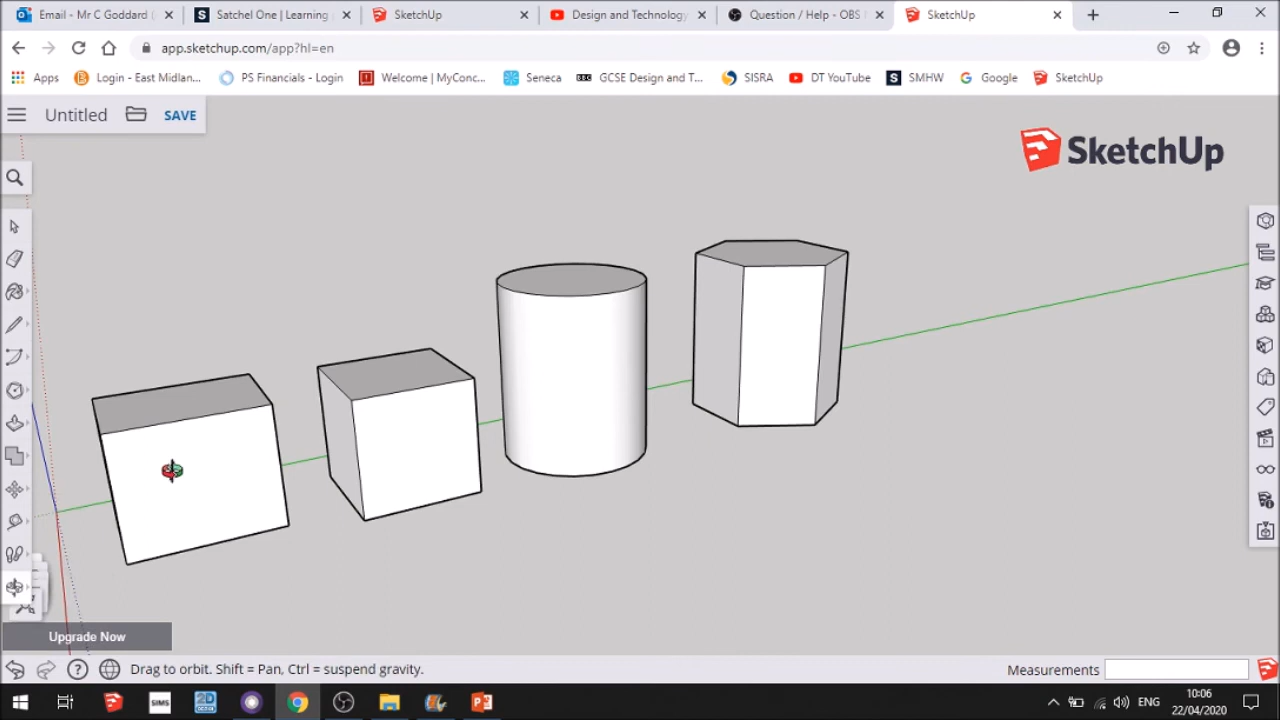 Email - Mr C Goddard (
Satchel One | Learning
SketchUp
Design and Technology
Question / Help - OBS
SketchUp
app.sketchup.com/app?hl=en
Apps
Login - East Midlan...
PS Financials - Login
Welcome | MyConc...
Seneca
BBC
GCSE Design and T...
SISRA
DT YouTube
SMHW
Google
SketchUp
Untitled
SAVE
SketchUp
Upgrade Now
Drag to orbit. Shift = Pan, Ctrl = suspend gravity.
Measurements
SIMS
2D
ENG
10:06
22/04/2020